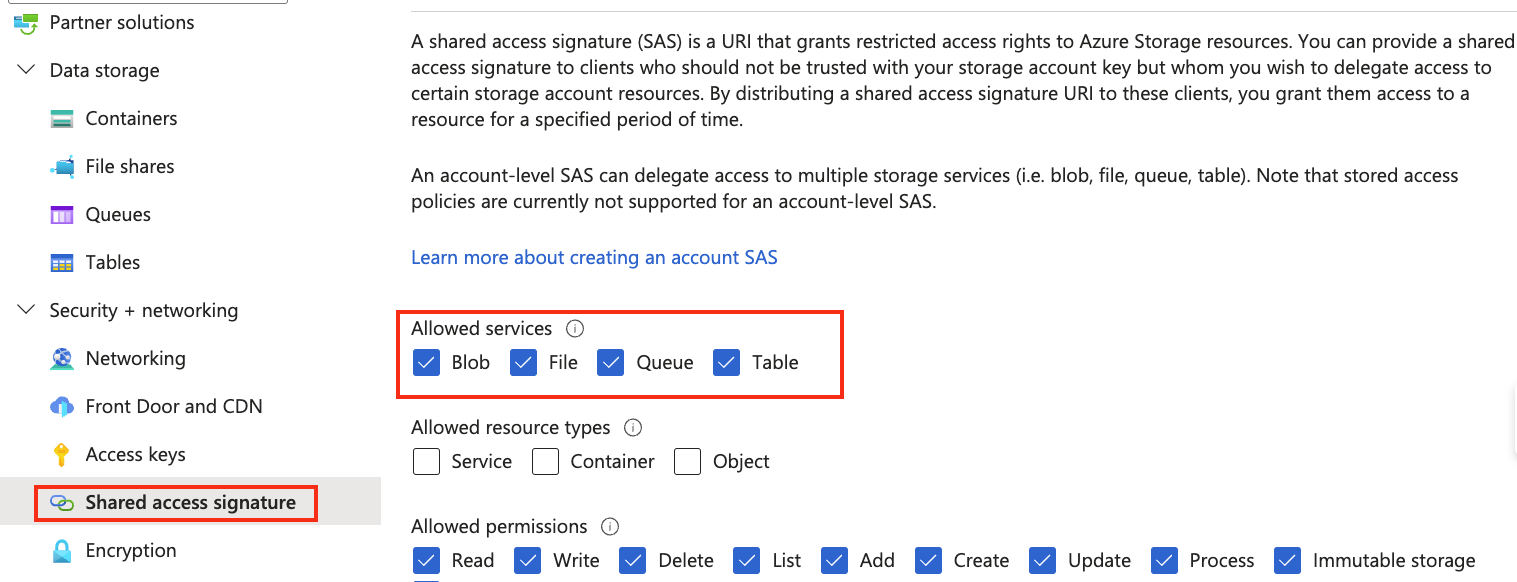 Partner solutions
Data storage
Containers
File shares
Queues
Tables
Security + networking
Networking
Front Door and CDN
Access keys
Shared access signature
Encryption
A shared access signature (SAS) is a URI that grants restricted access rights to Azure Storage resources. You can provide a shared
access signature to clients who should not be trusted with your storage account key but whom you wish to delegate access to
certain storage account resources. By distributing a shared access signature URI to these clients, you grant them access to a
resource for a specified period of time.
An account-level SAS can delegate access to multiple storage services (i.e. blob, file, queue, table). Note that stored access
policies are currently not supported for an account-level SAS.
Learn more about creating an account SAS
Allowed services
Blob File Queue Table
Allowed resource types
Service Container Object
Allowed permissions
Read Write Delete List Add Create Update Process Immutable storage